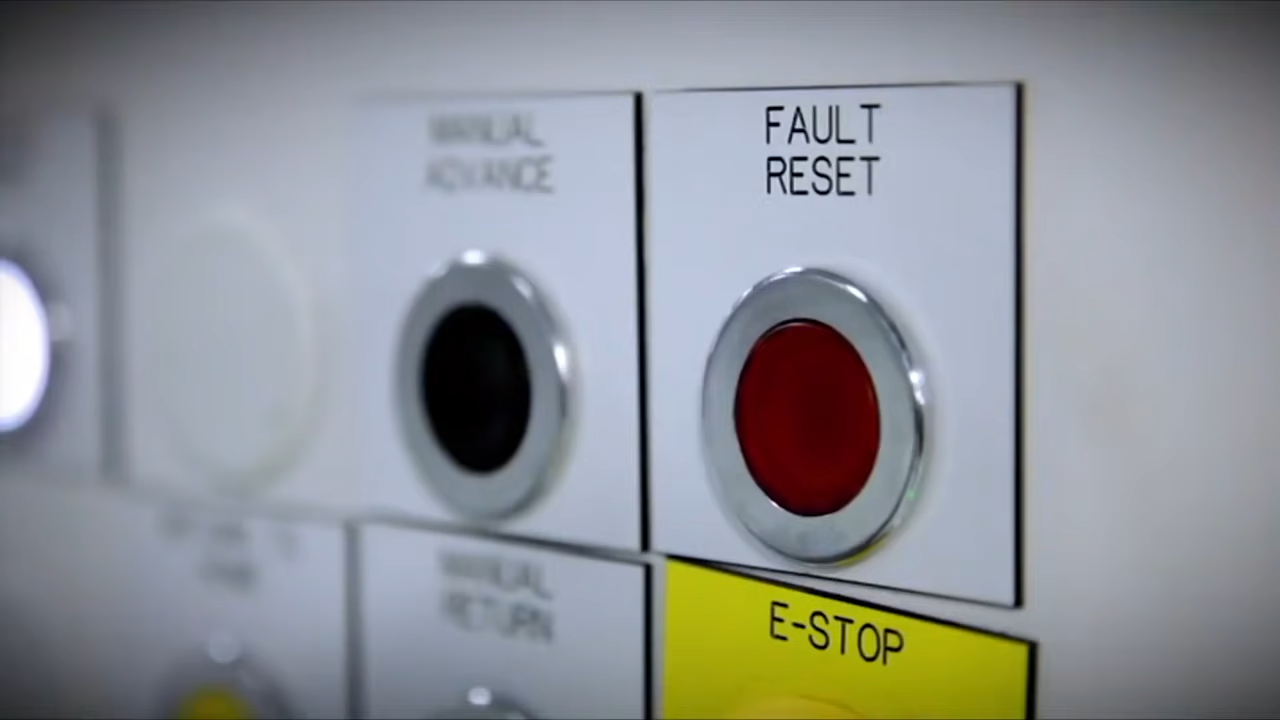 MANUAL
ADVANCE
FAULT
RESET
MANUAL
RETURN
E-STOP